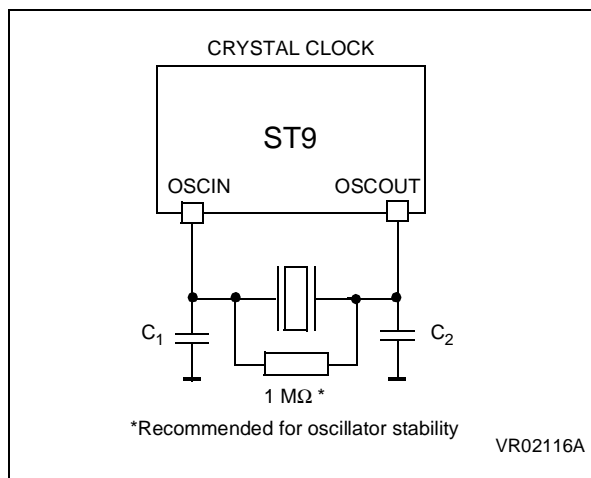 CRYSTAL CLOCK
ST9
OSCIN OSCOUT
C1 C2
1 MΩ *
*Recommended for oscillator stability
VR02116A